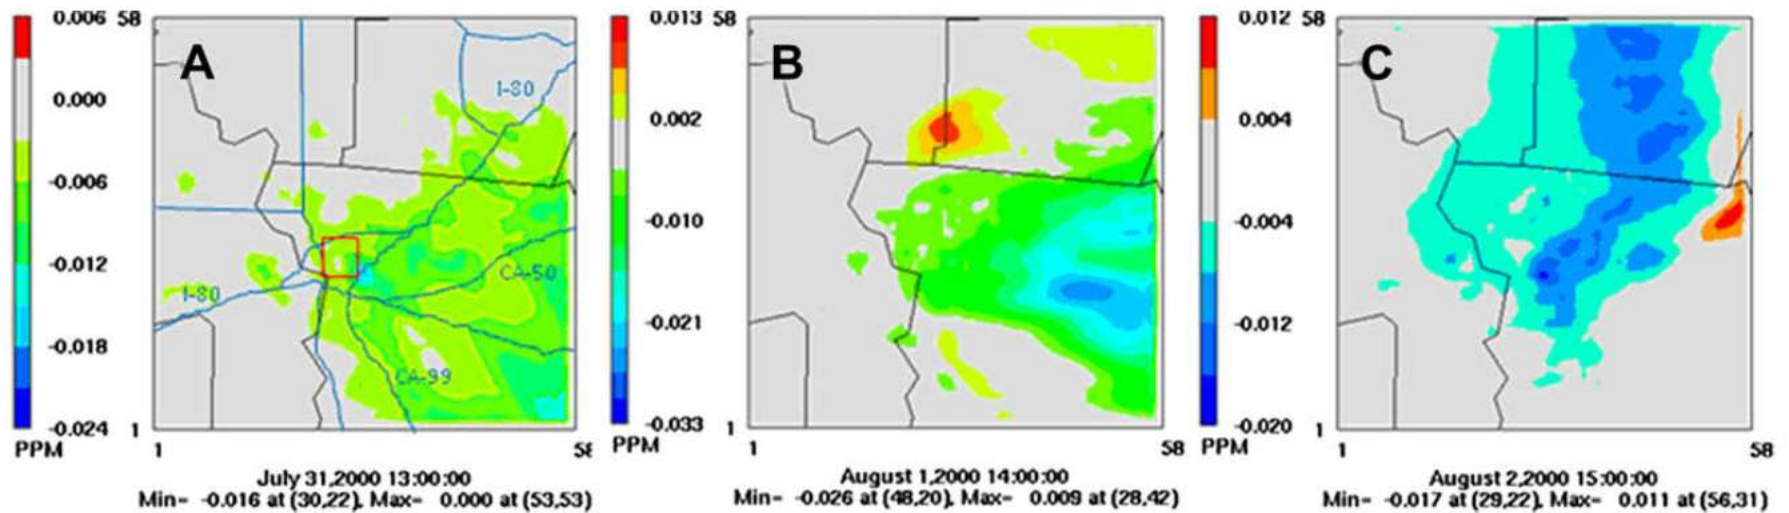 0.006 58
0.000
-0.006
-0.012
-0.018
-0.024
PPM
A
I-80
CA-50
I-80
CA-99
1
1
58
July 31,2000 13:00:00
Min= -0.016 at (30,22), Max= 0.000 at (53,53)
0.013 58
0.002
-0.010
-0.021
-0.033
PPM
B
1
1
58
August 1,2000 14:00:00
Min= -0.026 at (48,20), Max= 0.009 at (28,42)
0.012 58
0.004
-0.004
-0.012
-0.020
PPM
C
1
1
58
August 2,2000 15:00:00
Min= -0.017 at (29,22), Max= 0.011 at (56,31)